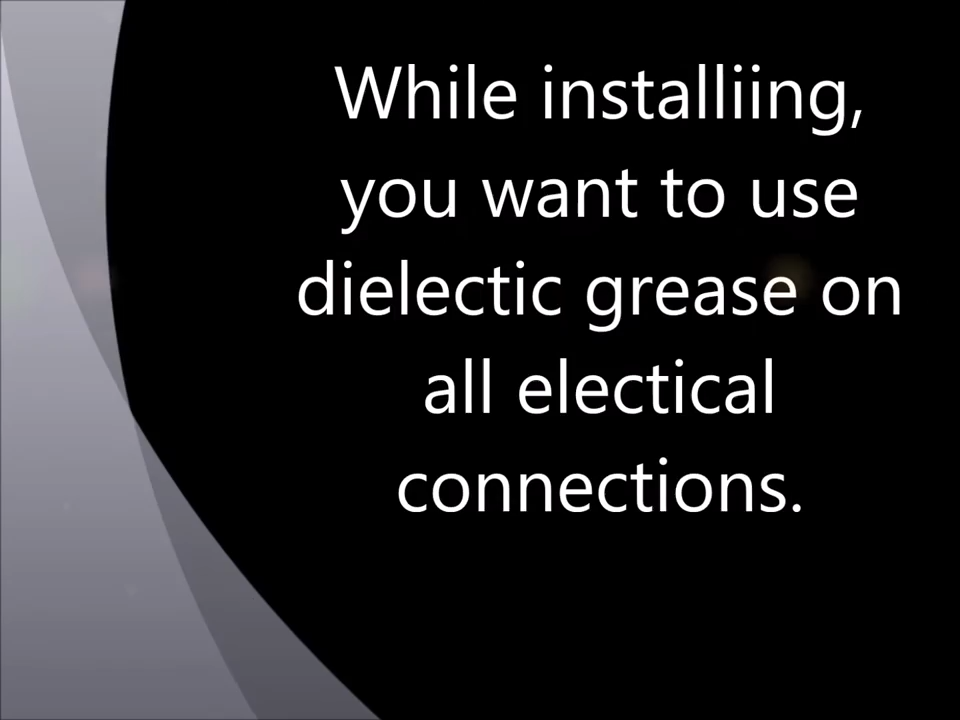 While installiing,
you want to use
dielectic grease on
all electical
connections.